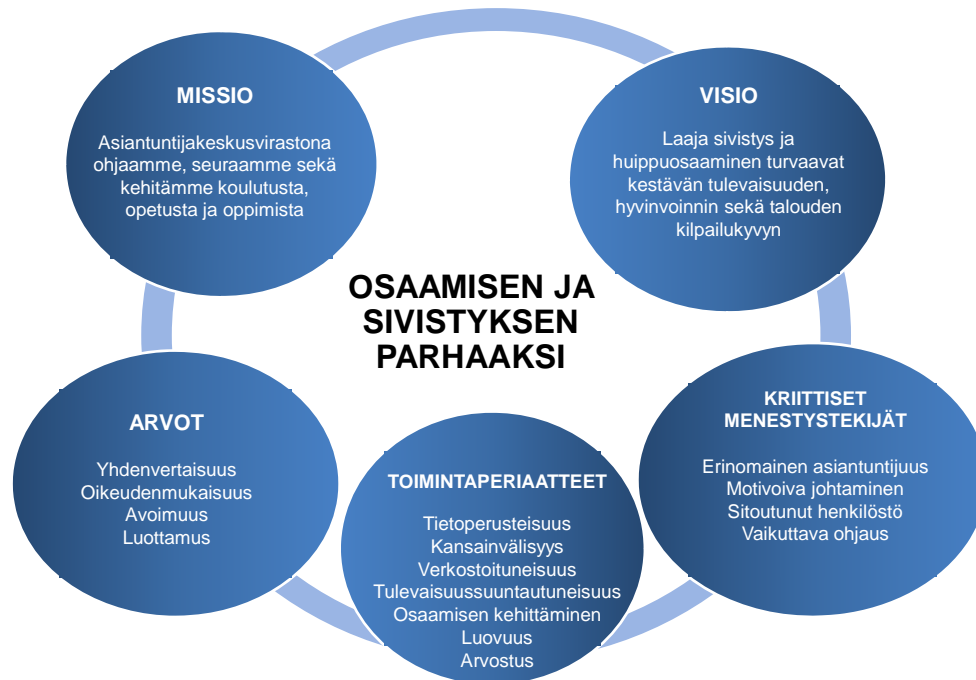 MISSIO
Asiantuntijakeskusvirastona
ohjaamme, seuraamme sekä
kehitämme koulutusta,
opetusta ja oppimista
VISIO
Laaja sivistys ja
huippuosaaminen turvaavat
kestävän tulevaisuuden,
hyvinvoinnin sekä talouden
kilpailukyvyn
OSAAMISEN JA
SIVISTYKSEN
PARHAAKSI
ARVOT
Yhdenvertaisuus
Oikeudenmukaisuus
Avoimuus
Luottamus
TOIMINTAPERIAATTEET
Tietoperusteisuus
Kansainvälisyys
Verkostoituneisuus
Tulevaisuussuuntautuneisuus
Osaamisen kehittäminen
Luovuus
Arvostus
KRIITTISET
MENESTYSTEKIJÄT
Erinomainen asiantuntijuus
Motivoiva johtaminen
Sitoutunut henkilöstö
Vaikuttava ohjaus